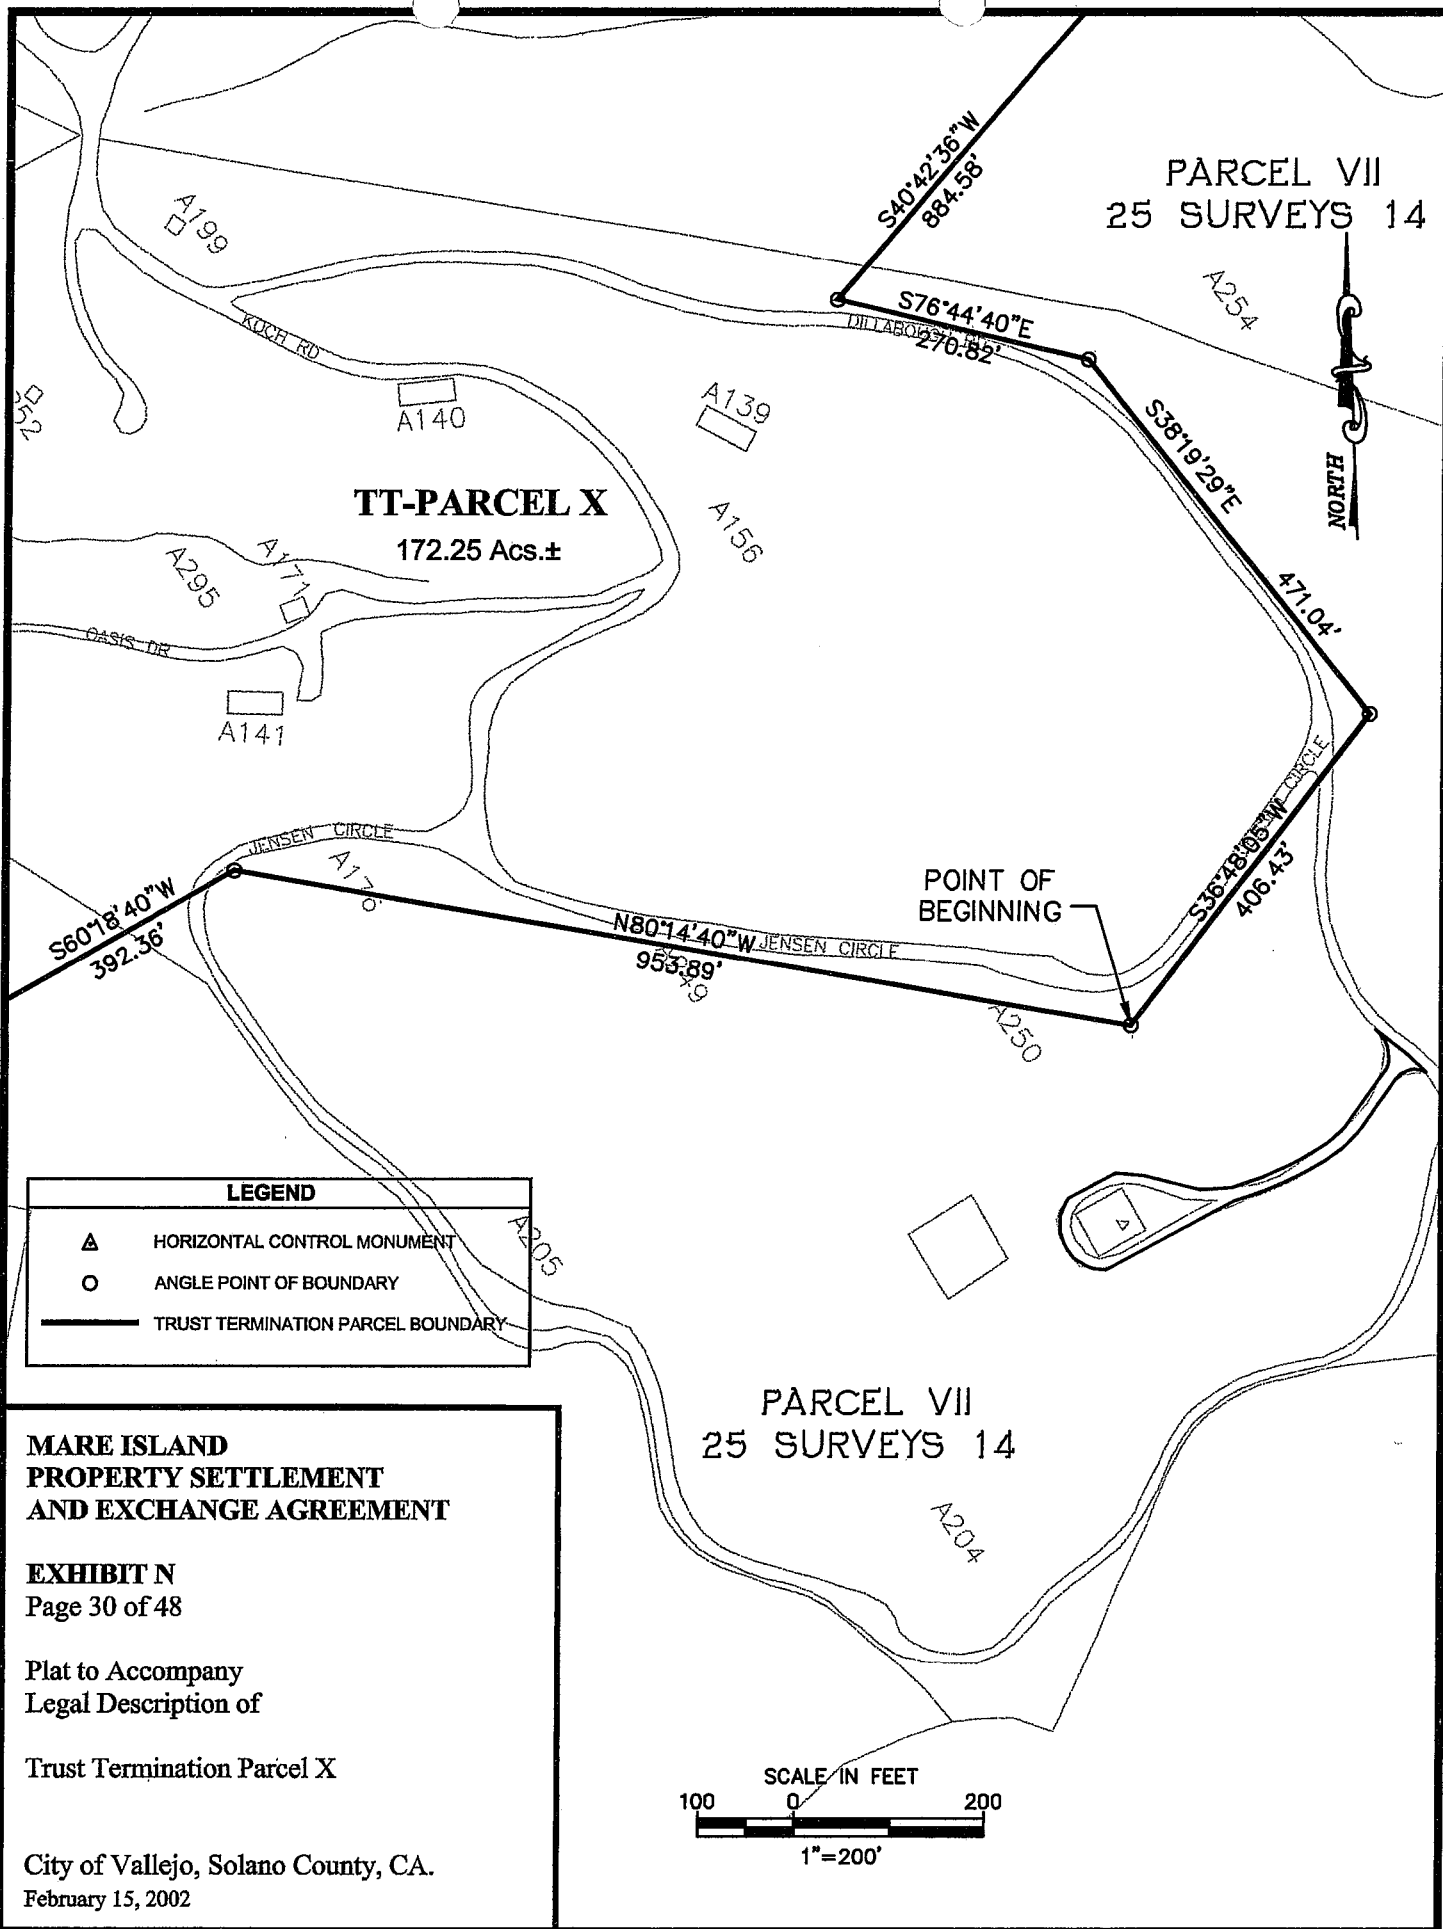 S40°42'36"W
884.58'
PARCEL VII
25 SURVEYS 14
A199
A254
S76°44'40"E
270.82'
KOCH RD
NORTH
A140
A139
S38°19'29"E
471.04'
TT-PARCEL X
172.25 Acs.±
A156
A295
A171
OASIS DR
A141
JENSEN CIRCLE
A176
CIRCLE
S36°48'05"W
406.43'
POINT OF
BEGINNING
S60°18'40"W
392.36'
N80°14'40"W
953.89'
JENSEN CIRCLE
A250
LEGEND
HORIZONTAL CONTROL MONUMENT
ANGLE POINT OF BOUNDARY
TRUST TERMINATION PARCEL BOUNDARY
A205
PARCEL VII
25 SURVEYS 14
A204
MARE ISLAND
PROPERTY SETTLEMENT
AND EXCHANGE AGREEMENT
EXHIBIT N
Page 30 of 48
Plat to Accompany
Legal Description of
Trust Termination Parcel X
City of Vallejo, Solano County, CA.
February 15, 2002
SCALE IN FEET
100 0 200
1"=200'